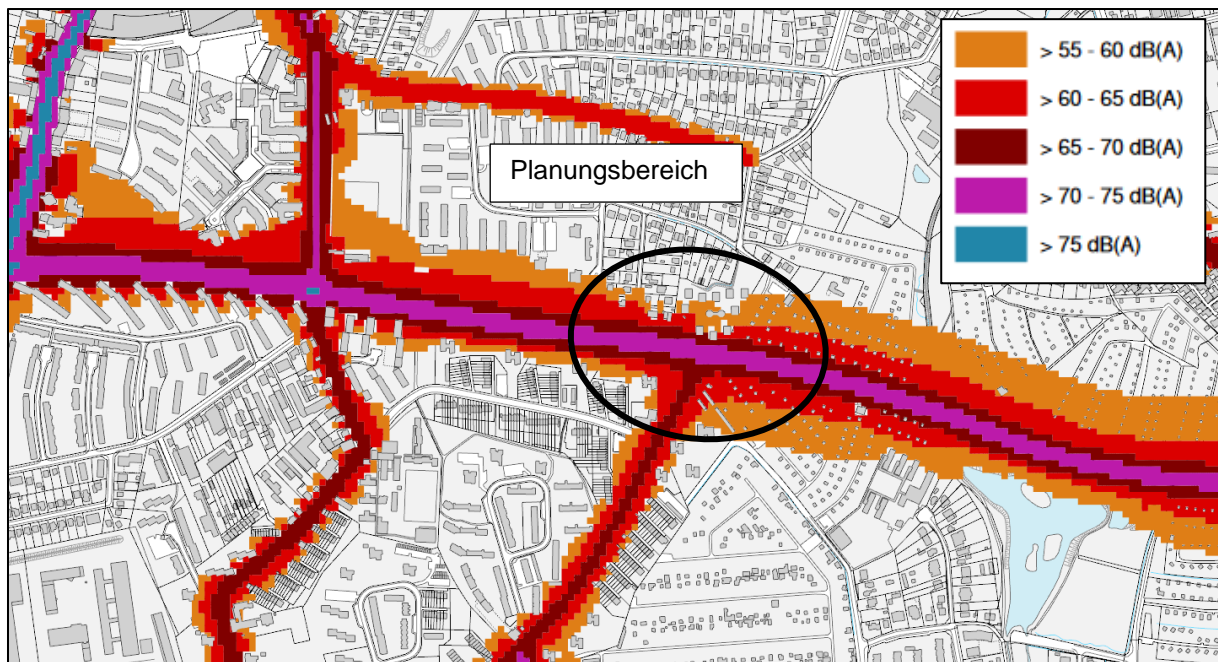 > 55 - 60 dB(A)
> 60 - 65 dB(A)
> 65 - 70 dB(A)
> 70 - 75 dB(A)
> 75 dB(A)
Planungsbereich